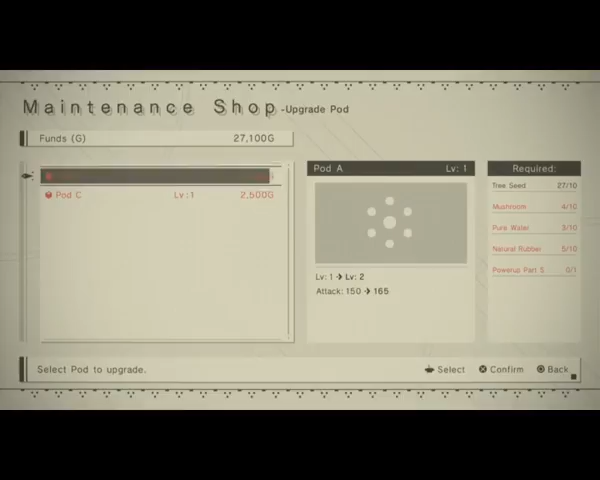 Maintenance Shop -Upgrade Pod
Funds (G) 27,100G
Pod C Lv:1 2,500G
Pod A Lv: 1
Lv: 1 Lv: 2
Attack: 150 165
Required:
Tree Seed 27/10
Mushroom 4/10
Pure Water 3/10
Natural Rubber 5/10
Powerup Part S 0/1
Select Pod to upgrade.
Select Confirm Back